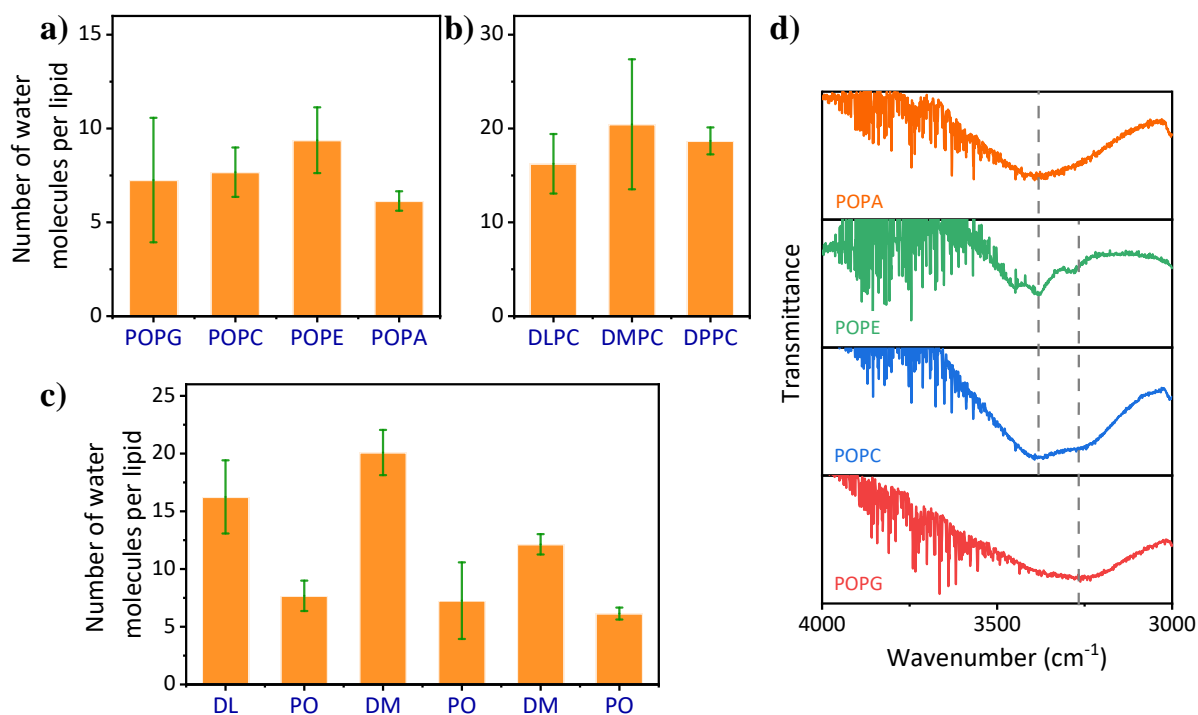 a)
Number of water
molecules per lipid
15
10
5
0
POPG POPC POPE POPA
b)
30
20
10
0
DLPC DMPC DPPC
c)
Number of water
molecules per lipid
25
20
15
10
5
0
DL PO DM PO DM PO
d)
Transmittance
POPA
POPE
POPC
POPG
4000 3500 3000
Wavenumber (cm⁻¹)